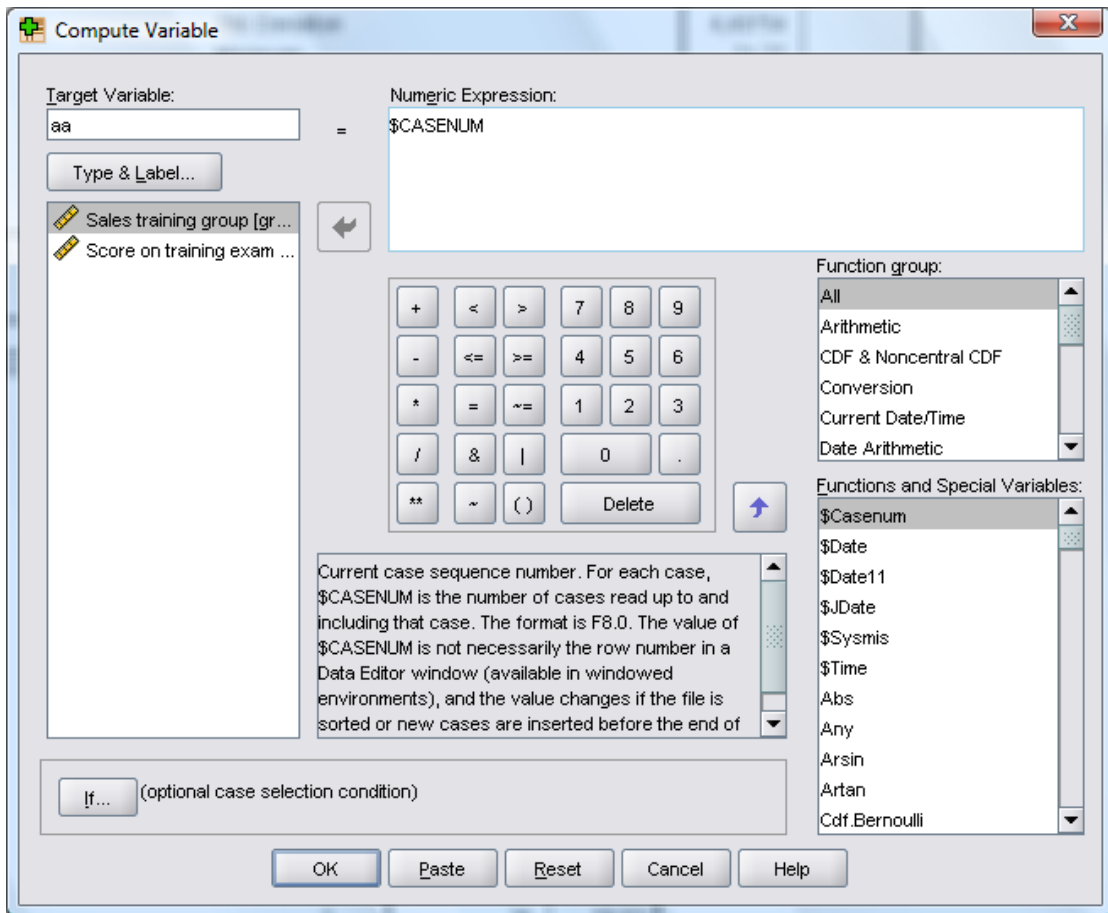 Compute Variable
Target Variable:
aa
=
Numeric Expression:
$CASENUM
Type & Label...
Sales training group [gr...
Score on training exam ...
+ < > 7 8 9
- <= >= 4 5 6
* = ~= 1 2 3
/ & | 0 .
** ~ ( ) Delete
Function group:
All
Arithmetic
CDF & Noncentral CDF
Conversion
Current Date/Time
Date Arithmetic
Functions and Special Variables:
$Casenum
$Date
$Date11
$JDate
$Sysmis
$Time
Abs
Any
Arsin
Artan
Cdf.Bernoulli
Current case sequence number. For each case,
$CASENUM is the number of cases read up to and
including that case. The format is F8.0. The value of
$CASENUM is not necessarily the row number in a
Data Editor window (available in windowed
environments), and the value changes if the file is
sorted or new cases are inserted before the end of
If... (optional case selection condition)
OK Paste Reset Cancel Help